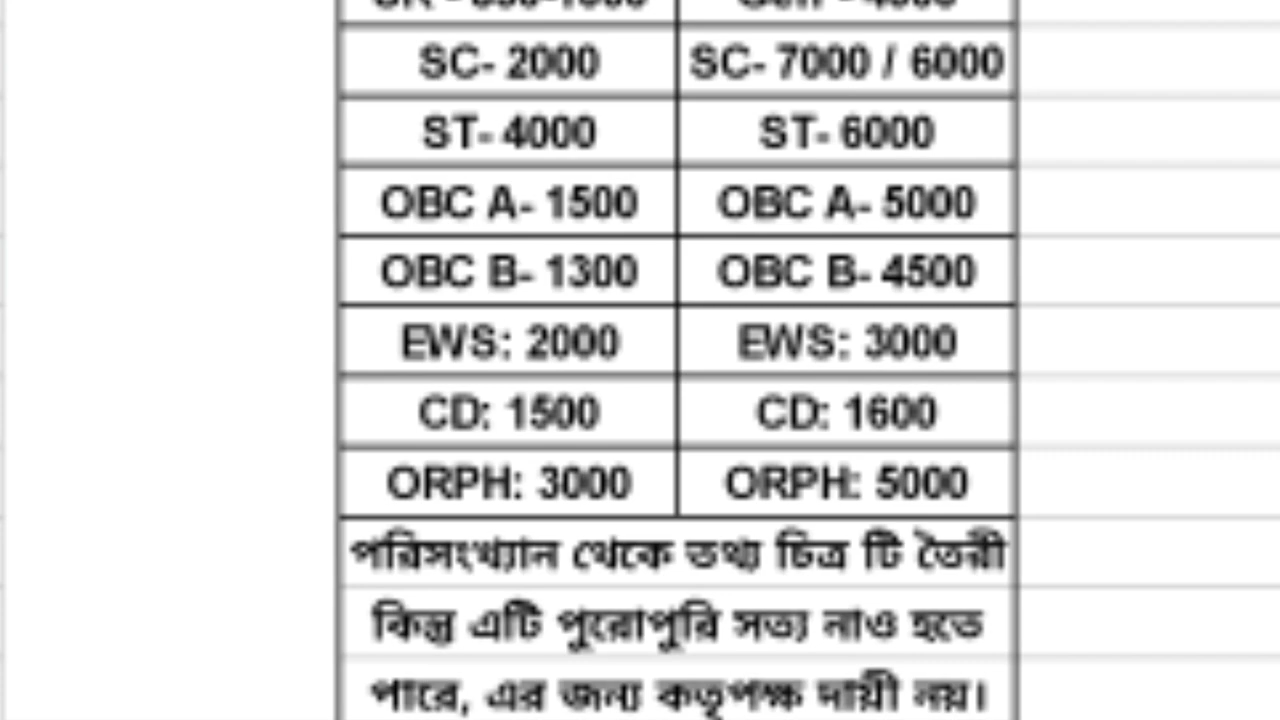 SC- 2000 SC- 7000 / 6000
ST- 4000 ST- 6000
OBC A- 1500 OBC A- 5000
OBC B- 1300 OBC B- 4500
EWS: 2000 EWS: 3000
CD: 1500 CD: 1600
ORPH: 3000 ORPH: 5000
পরিসংখ্যান থেকে তথ্য চিত্র টি তৈরী
কিন্তু এটি পুরোপুরি সত্য নাও হতে
পারে, এর জন্য কতৃপক্ষ দায়ী নয়।